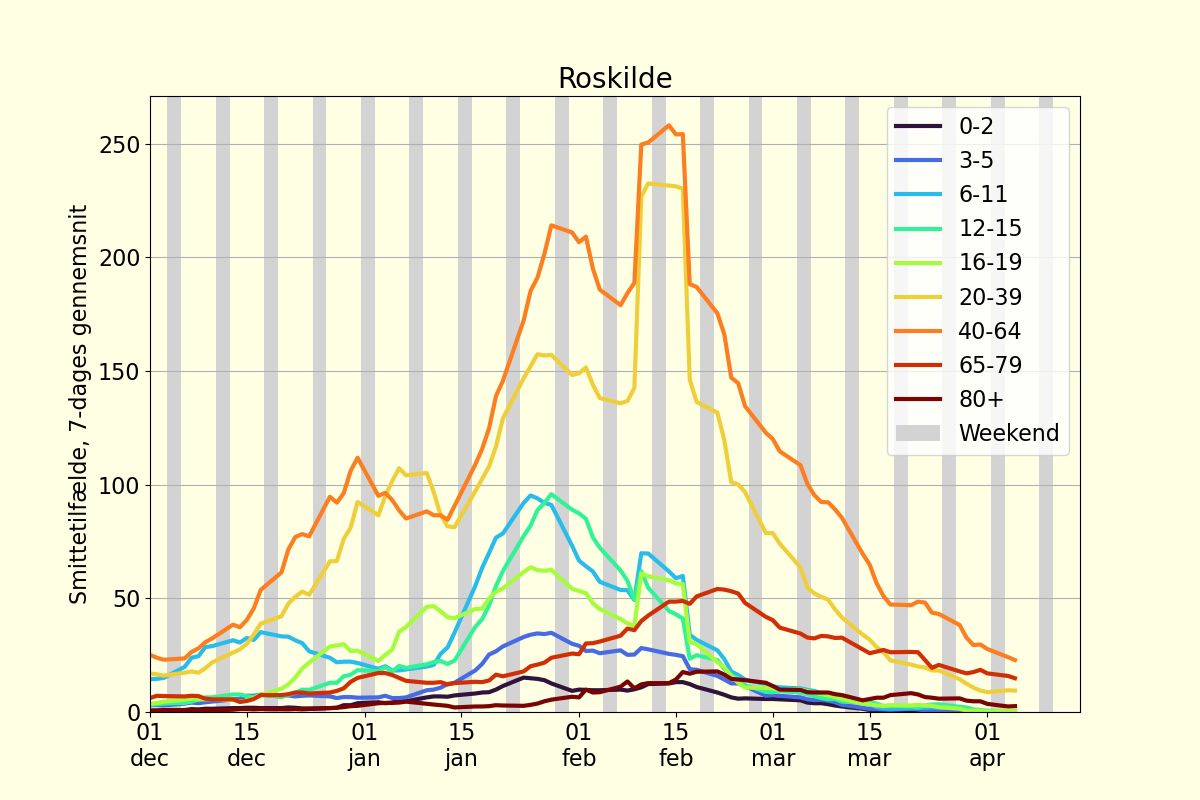 Roskilde
Smittetilfælde, 7-dages gennemsnit
250
200
150
100
50
0
01
dec
15
dec
01
jan
15
jan
01
feb
15
feb
01
mar
15
mar
01
apr
0-2
3-5
6-11
12-15
16-19
20-39
40-64
65-79
80+
Weekend